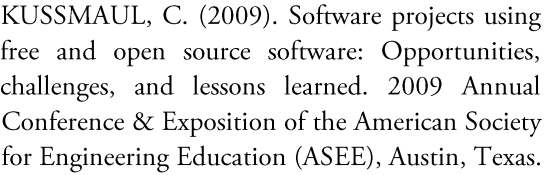 KUSSMAUL, C. (2009). Software projects using
free and open source software: Opportunities,
challenges, and lessons learned. 2009 Annual
Conference & Exposition of the American Society
for Engineering Education (ASEE), Austin, Texas.